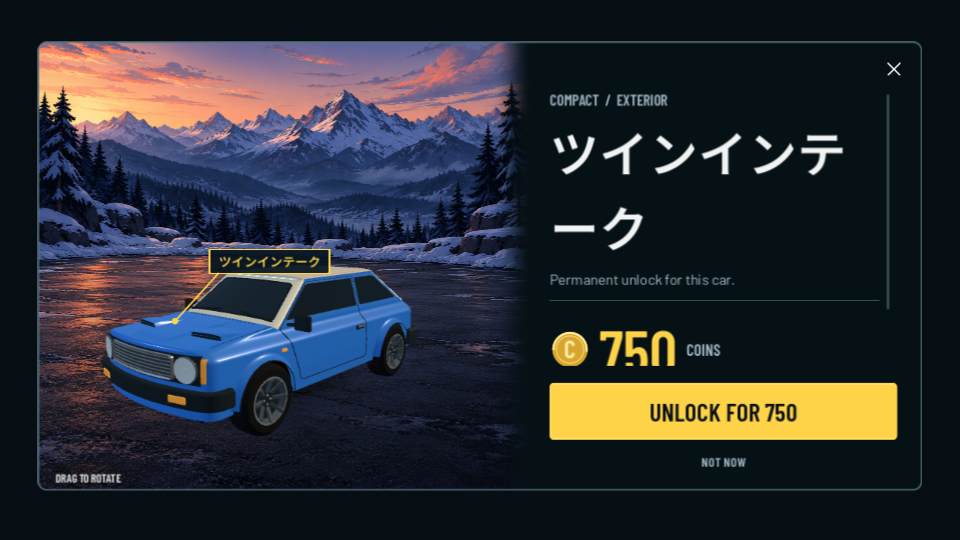 COMPACT / EXTERIOR
ツインインテ
ーク
Permanent unlock for this car.
C 750 COINS
UNLOCK FOR 750
NOT NOW
ツインインテーク
DRAG TO ROTATE